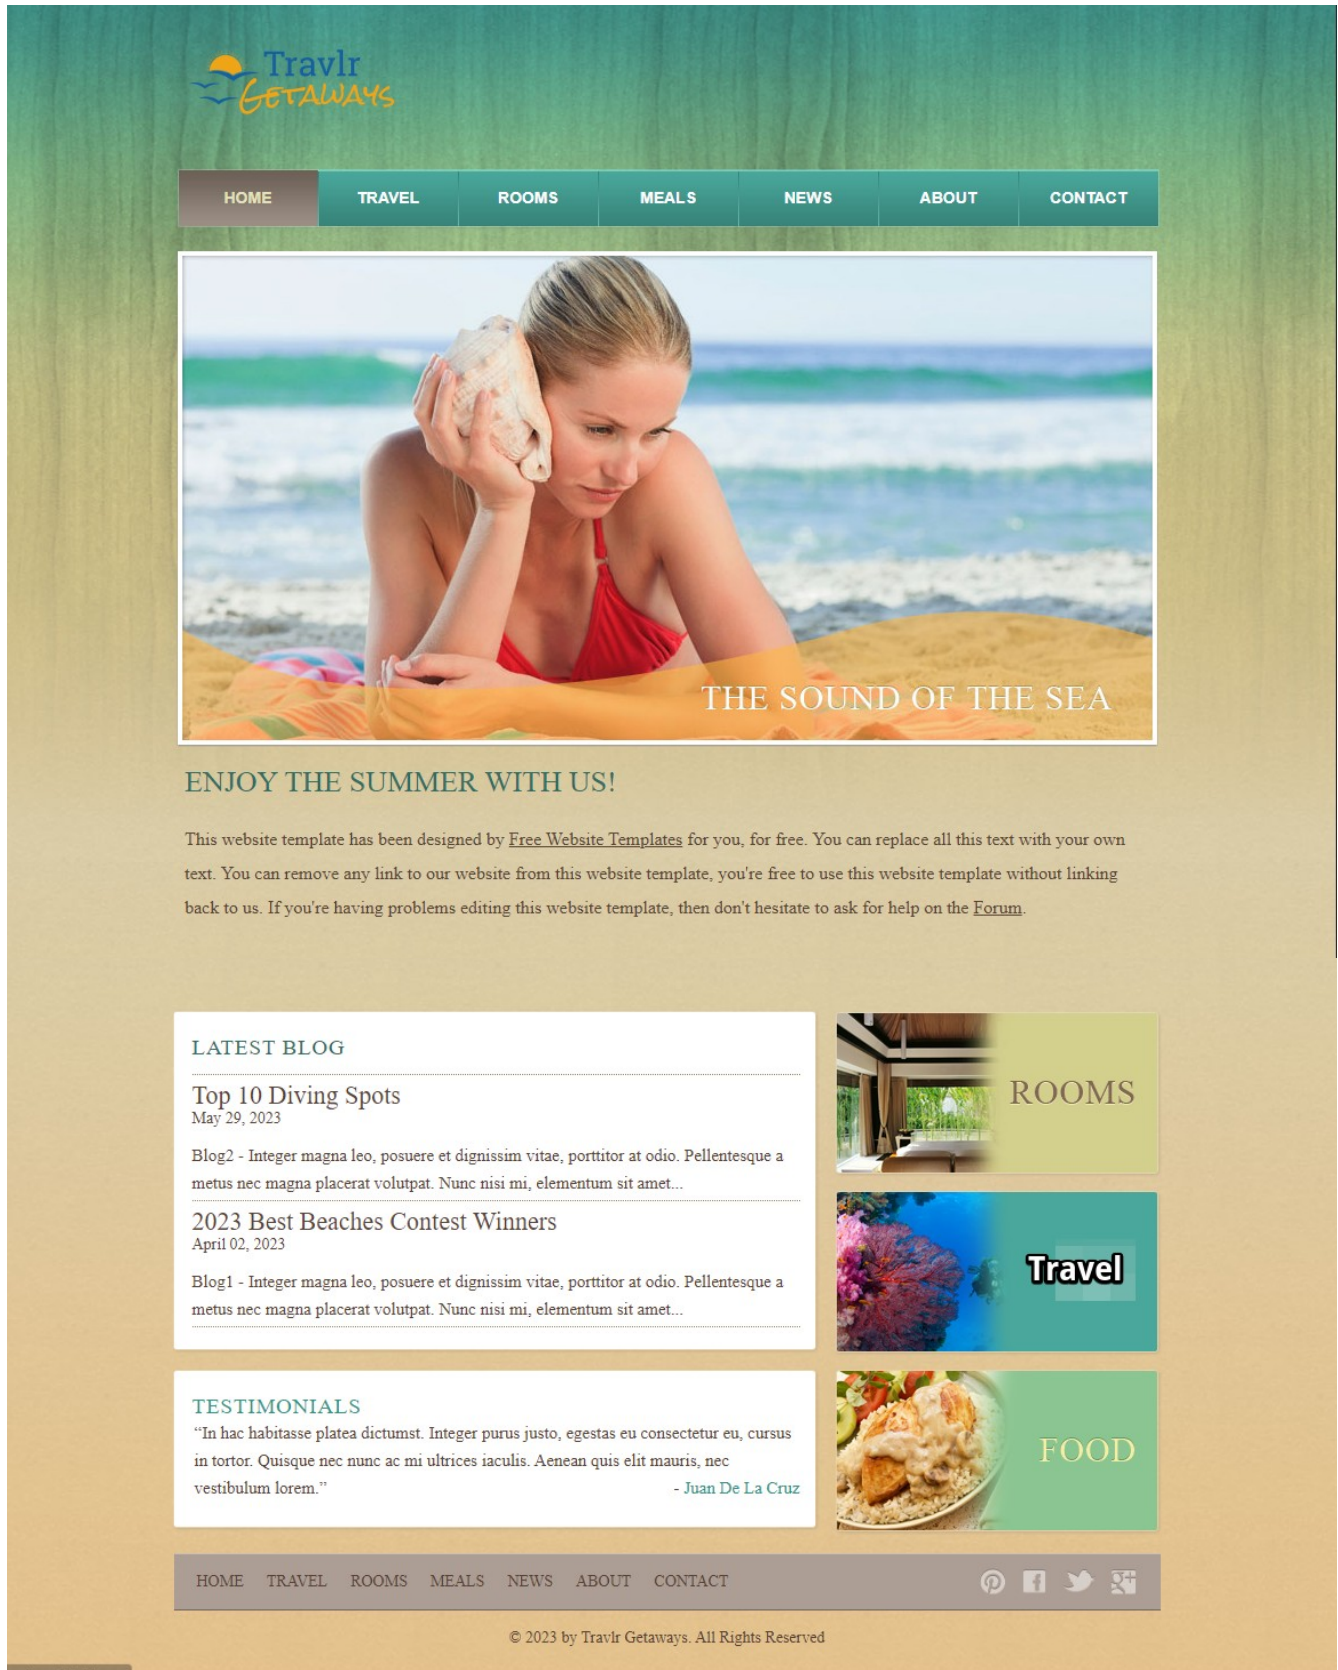 Travlr
GETAWAYS
HOME TRAVEL ROOMS MEALS NEWS ABOUT CONTACT
THE SOUND OF THE SEA
ENJOY THE SUMMER WITH US!
This website template has been designed by Free Website Templates for you, for free. You can replace all this text with your own
text. You can remove any link to our website from this website template, you're free to use this website template without linking
back to us. If you're having problems editing this website template, then don't hesitate to ask for help on the Forum.
LATEST BLOG
Top 10 Diving Spots
May 29, 2023
Blog2 - Integer magna leo, posuere et dignissim vitae, porttitor at odio. Pellentesque a
metus nec magna placerat volutpat. Nunc nisi mi, elementum sit amet...
2023 Best Beaches Contest Winners
April 02, 2023
Blog1 - Integer magna leo, posuere et dignissim vitae, porttitor at odio. Pellentesque a
metus nec magna placerat volutpat. Nunc nisi mi, elementum sit amet...
ROOMS
Travel
FOOD
TESTIMONIALS
“In hac habitasse platea dictumst. Integer purus justo, egestas eu consectetur eu, cursus
in tortor. Quisque nec nunc ac mi ultrices iaculis. Aenean quis elit mauris, nec
vestibulum lorem.” - Juan De La Cruz
HOME TRAVEL ROOMS MEALS NEWS ABOUT CONTACT
© 2023 by Travlr Getaways. All Rights Reserved